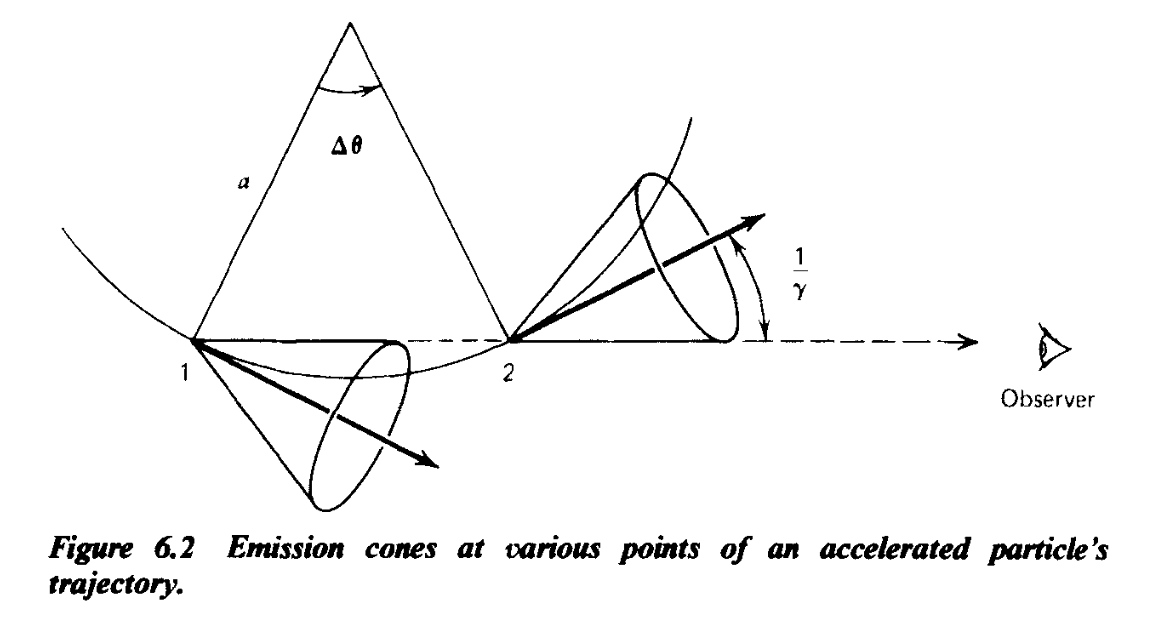 Δθ
a
1
γ
1
2
Observer
Figure 6.2 Emission cones at various points of an accelerated particle's
trajectory.